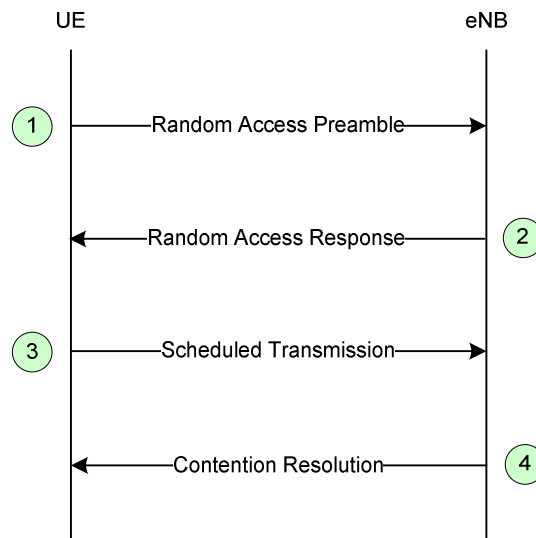 UE eNB
1 Random Access Preamble
Random Access Response 2
3 Scheduled Transmission
Contention Resolution 4